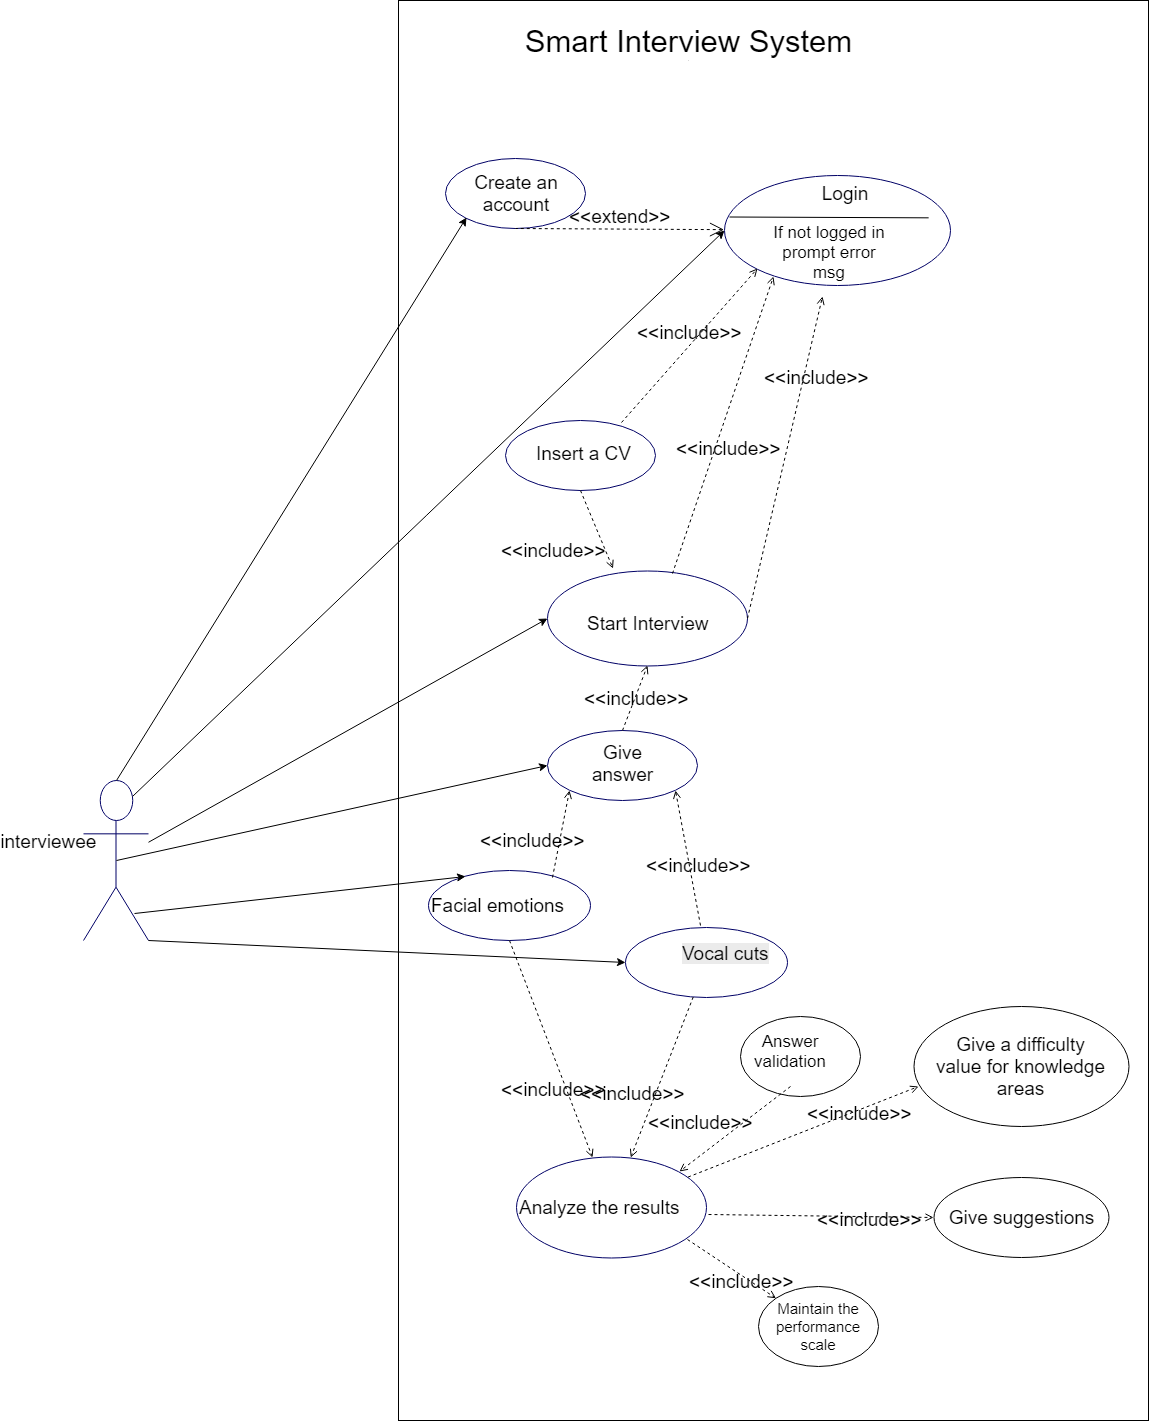 Smart Interview System
Create an
account
<<extend>>
Login
If not logged in
prompt error
msg
<<include>>
<<include>>
<<include>>
Insert a CV
<<include>>
Start Interview
<<include>>
Give
answer
interviewee
<<include>>
<<include>>
Facial emotions
Vocal cuts
Answer
validation
Give a difficulty
value for knowledge
areas
<<include>>
<<include>>
<<include>>
<<include>>
Analyze the results
<<include>>
Give suggestions
<<include>>
Maintain the
performance
scale